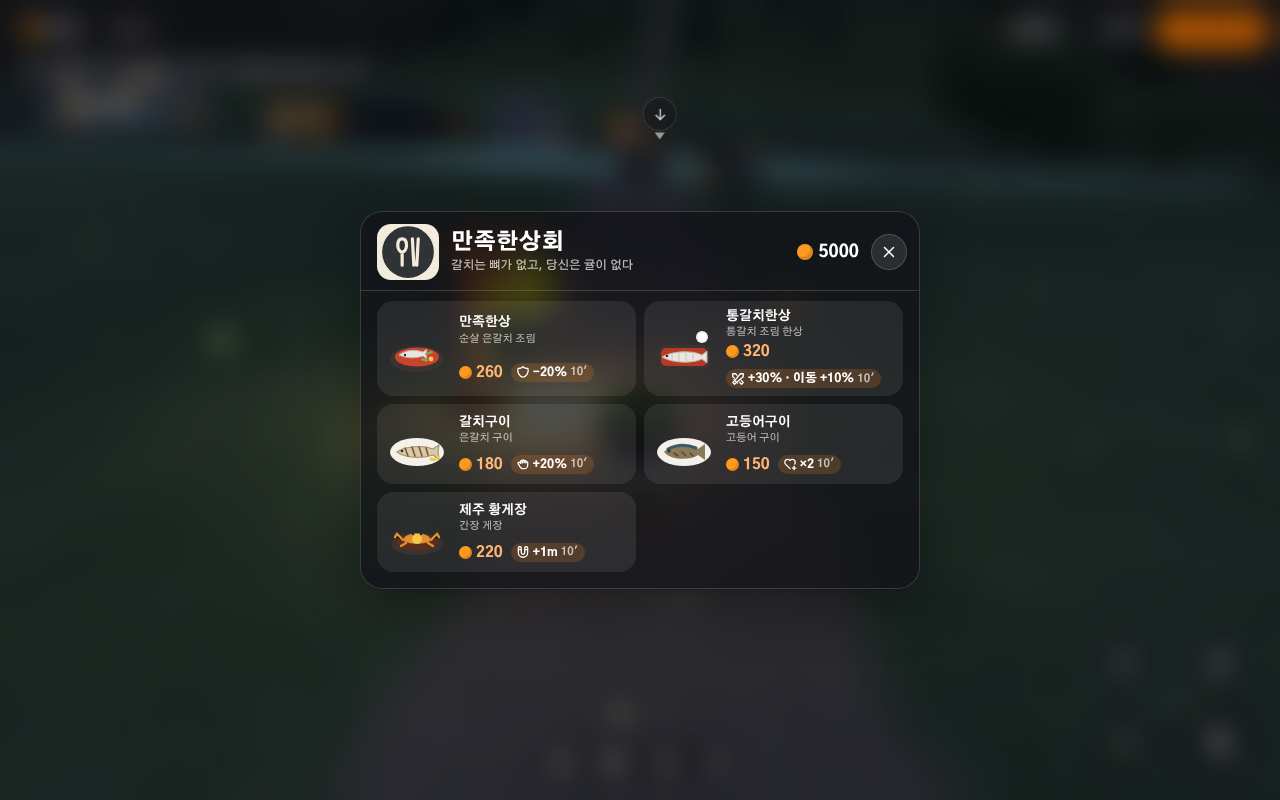 만족한상회
갈치는 뼈가 없고, 당신은 귤이 없다
5000
만족한상
순살 은갈치 조림
260 −20% 10′
통갈치한상
통갈치 조림 한상
320
+30% · 이동 +10% 10′
갈치구이
은갈치 구이
180 +20% 10′
고등어구이
고등어 구이
150 ×2 10′
제주 황게장
간장 게장
220 +1m 10′